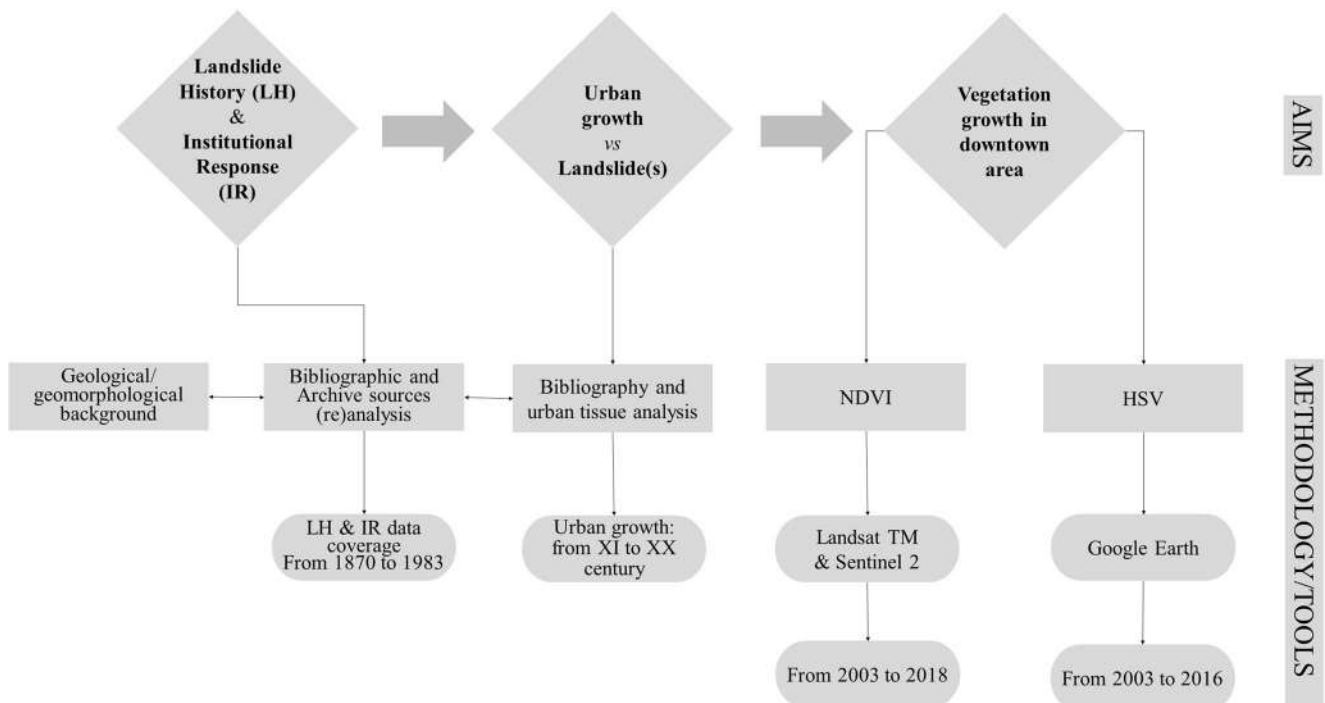 Landslide
History (LH)
&
Institutional
Response
(IR)
Urban
growth
vs
Landslide(s)
Vegetation
growth in
downtown
area
AIMS
Geological/
geomorphological
background
Bibliographic and
Archive sources
(re)analysis
Bibliography and
urban tissue analysis
NDVI
HSV
LH & IR data
coverage
From 1870 to 1983
Urban growth:
from XI to XX
century
Landsat TM
& Sentinel 2
Google Earth
From 2003 to 2018
From 2003 to 2016
METHODOLOGY/TOOLS